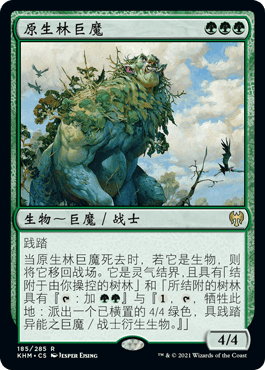 原生林巨魔
生物～巨魔／战士
践踏
当原生林巨魔死去时，若它是生物，则
将它移回战场。它是灵气结界，且具有「结
附于由你操控的树林」和「所结附的树林
具有『：加』与『1，，牺牲此
地：派出一个已横置的4/4绿色，具践踏
异能之巨魔／战士衍生生物。』」
4/4
185/285 R
KHM • CS JESPER EJSING
™ & © 2021 Wizards of the Coast